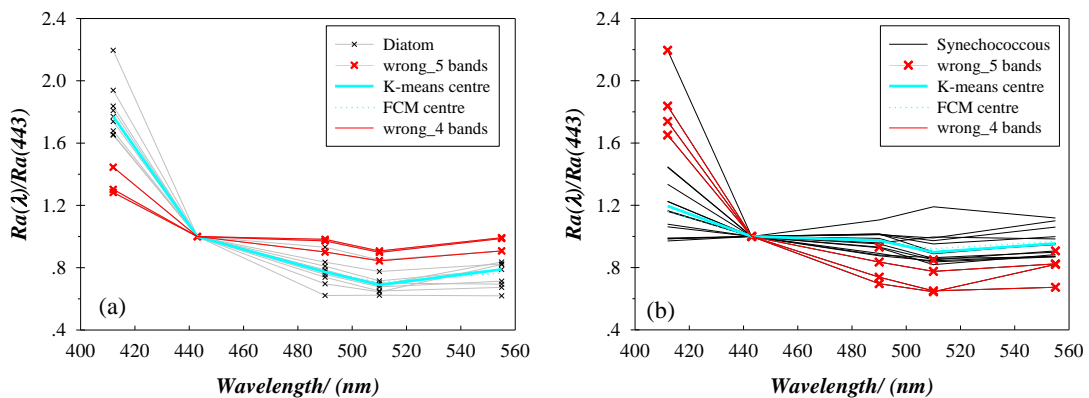 2.4
2.0
1.6
1.2
.8
.4
Ra(λ)/Ra(443)
Diatom
wrong_5 bands
K-means centre
FCM centre
wrong_4 bands
(a)
400 420 440 460 480 500 520 540 560
Wavelength/ (nm)
2.4
2.0
1.6
1.2
.8
.4
Ra(λ)/Ra(443)
Synechococcous
wrong_5 bands
K-means centre
FCM centre
wrong_4 bands
(b)
400 420 440 460 480 500 520 540 560
Wavelength/ (nm)